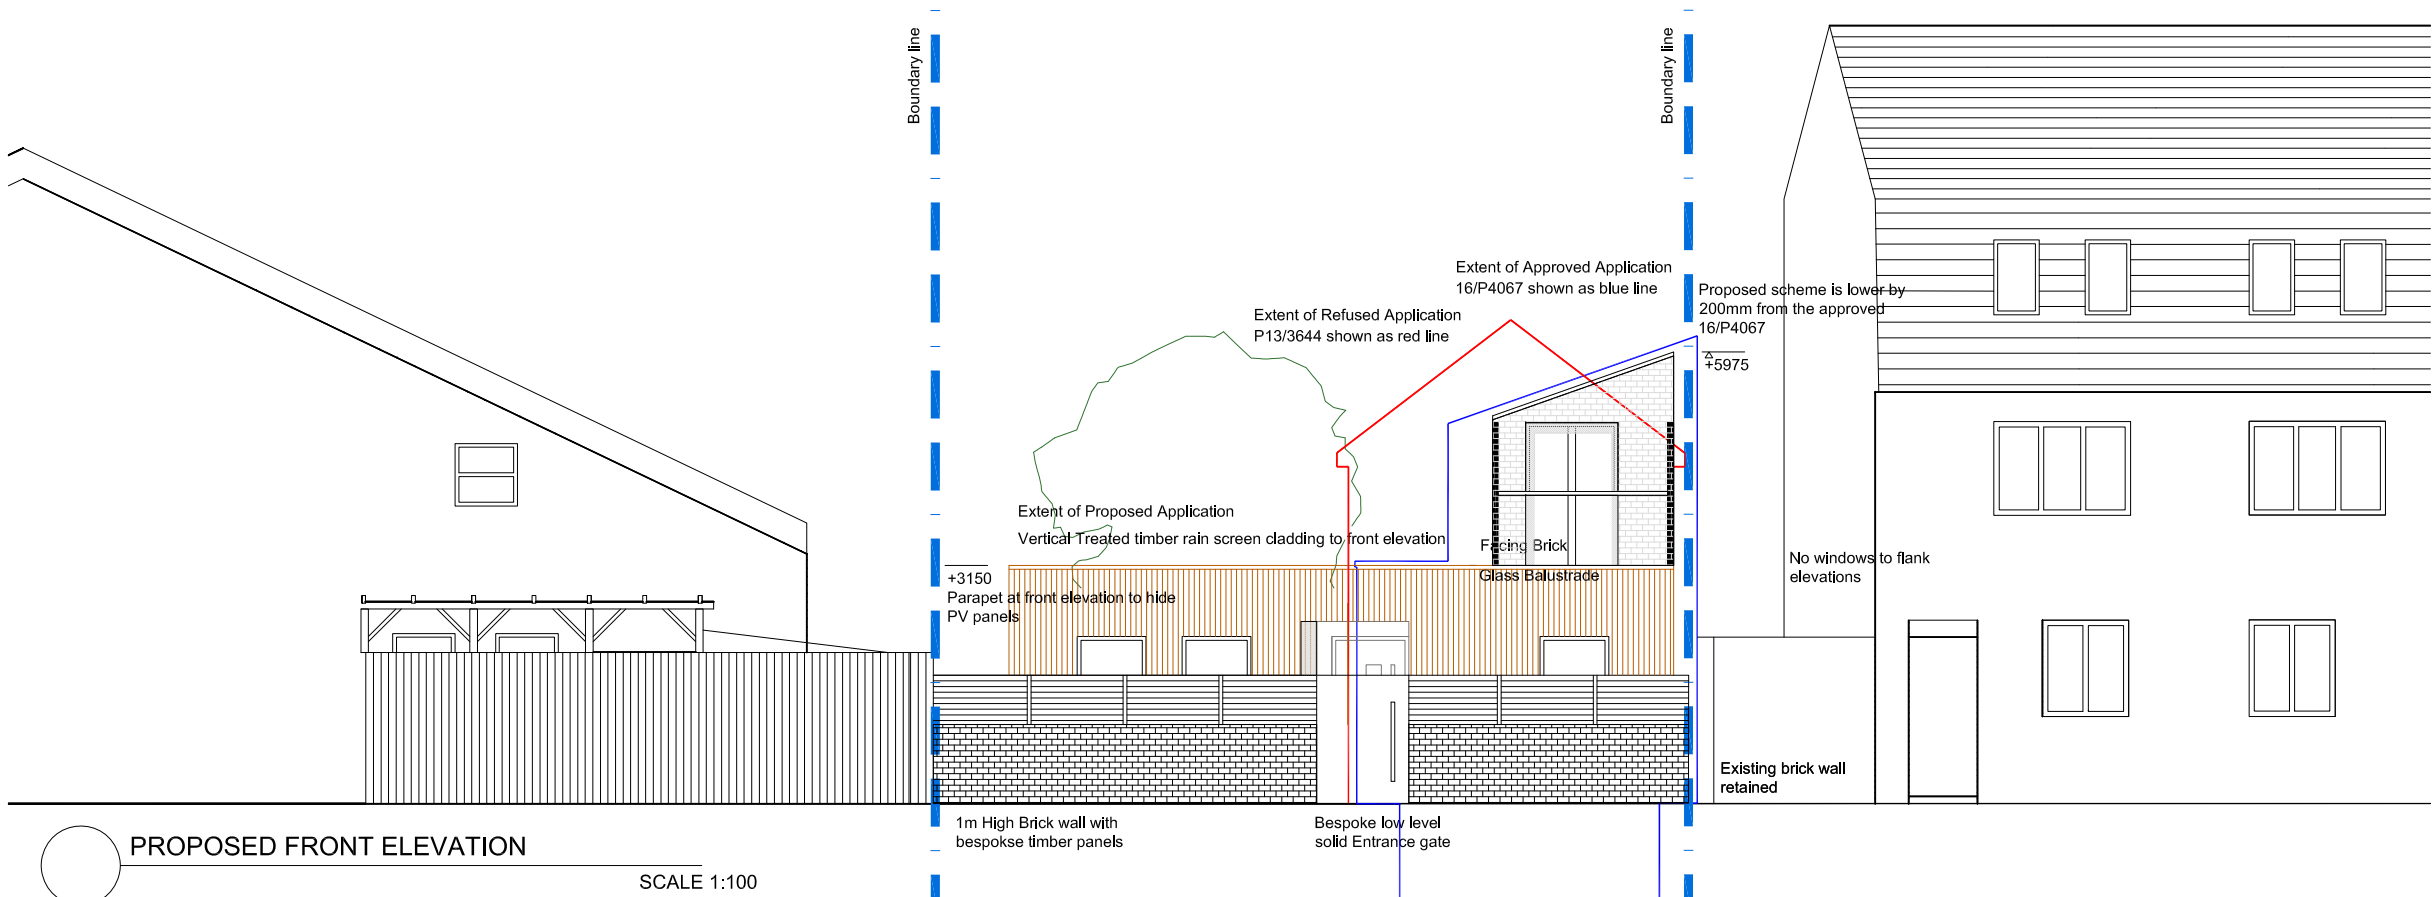 Boundary line
Boundary line
Extent of Approved Application
16/P4067 shown as blue line
Proposed scheme is lower by
200mm from the approved
16/P4067
+5975
Extent of Refused Application
P13/3644 shown as red line
Extent of Proposed Application
Vertical Treated timber rain screen cladding to front elevation
Facing Brick
Glass Balustrade
No windows to flank
elevations
+3150
Parapet at front elevation to hide
PV panels
Existing brick wall
retained
1m High Brick wall with
bespokse timber panels
Bespoke low level
solid Entrance gate
PROPOSED FRONT ELEVATION
SCALE 1:100